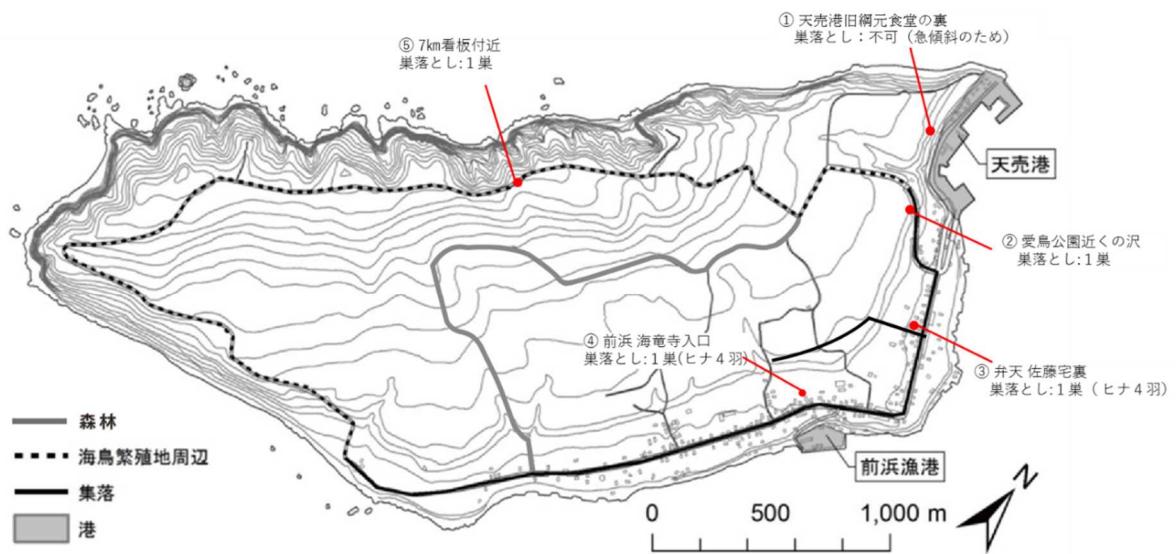 ① 天売港旧網元食堂の裏
巣落とし：不可（急傾斜のため）
⑤ 7km看板付近
巣落とし:１巣
天売港
② 愛鳥公園近くの沢
巣落とし:１巣
④ 前浜 海竜寺入口
巣落とし:１巣(ヒナ４羽)
③ 弁天 佐藤宅裏
巣落とし:１巣（ヒナ４羽）
森林
海鳥繁殖地周辺
集落
港
前浜漁港
0 500 1,000 m
N